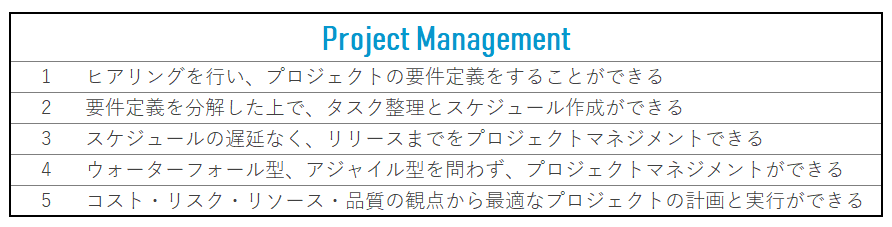 Project Management
1 ヒアリングを行い、プロジェクトの要件定義をすることができる
2 要件定義を分解した上で、タスク整理とスケジュール作成ができる
3 スケジュールの遅延なく、リリースまでをプロジェクトマネジメントできる
4 ウォーターフォール型、アジャイル型を問わず、プロジェクトマネジメントができる
5 コスト・リスク・リソース・品質の観点から最適なプロジェクトの計画と実行ができる